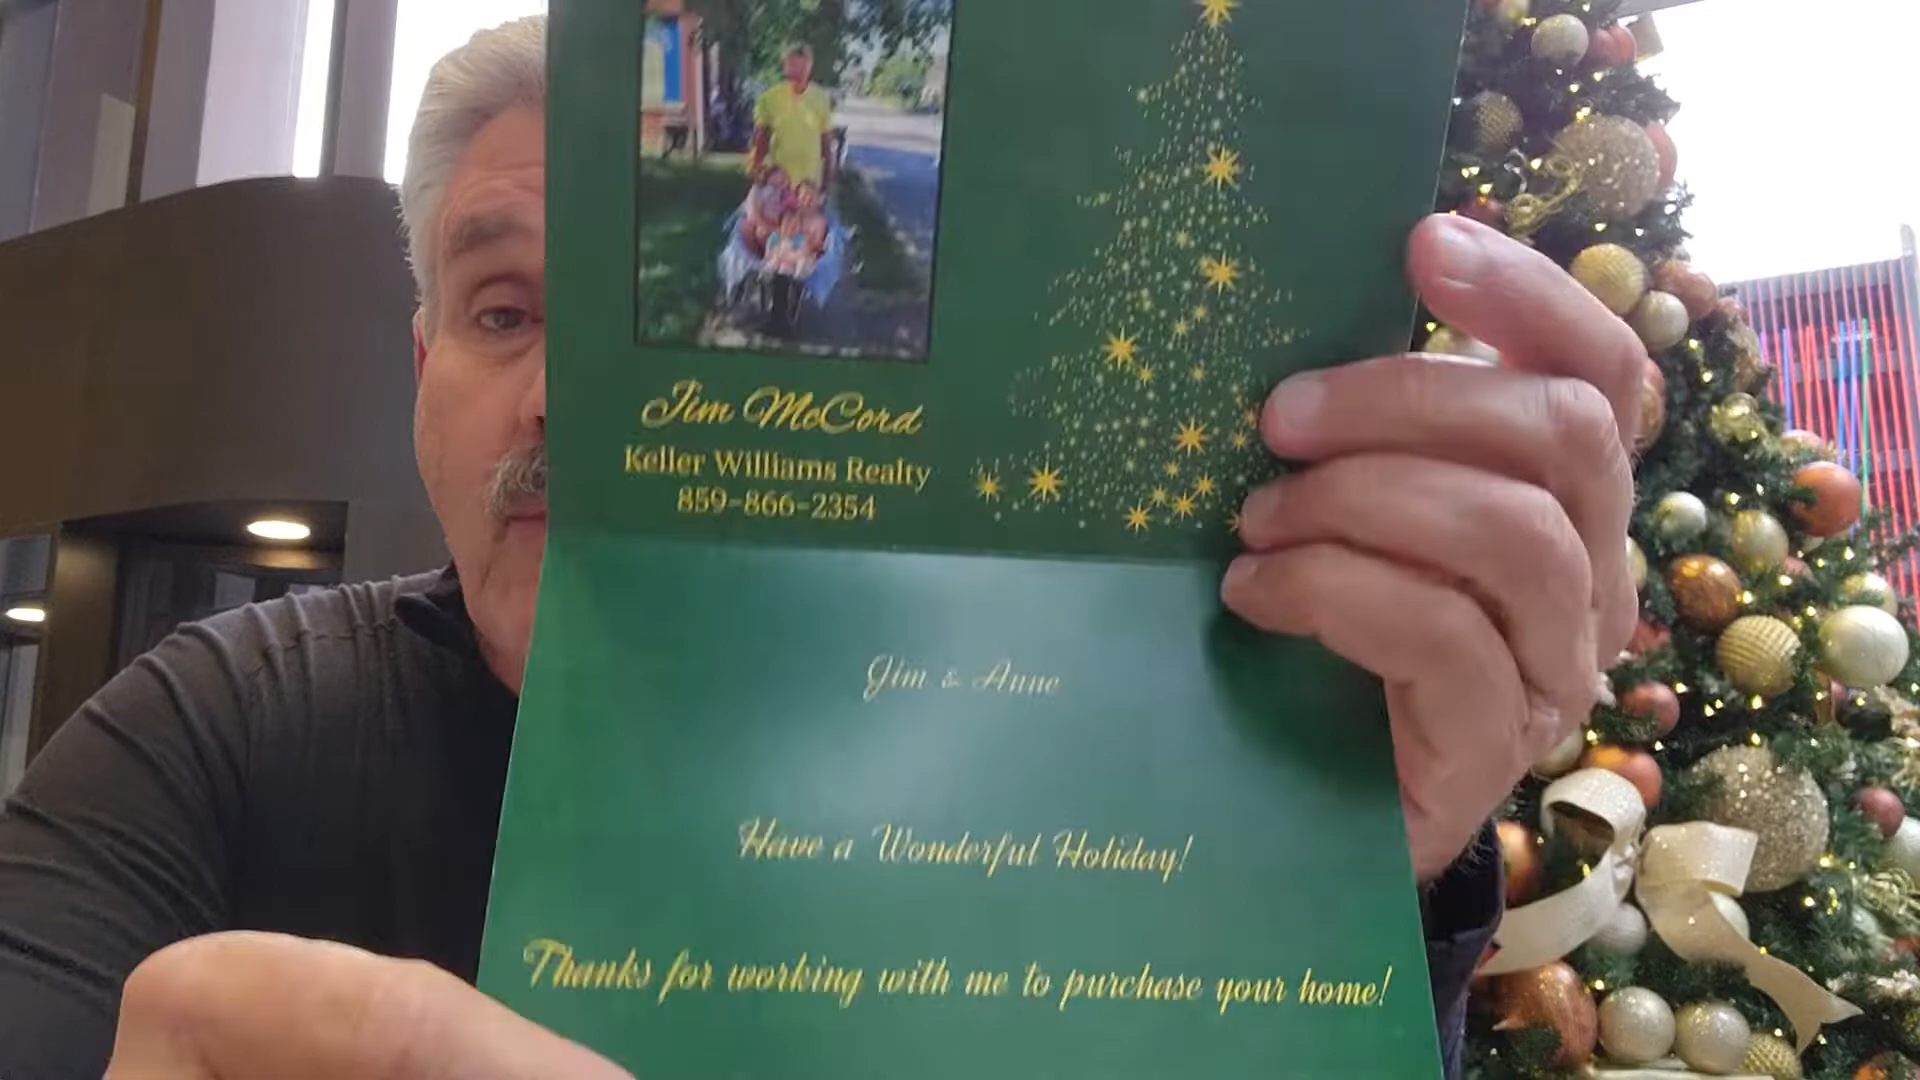 Jim McCord
Keller Williams Realty
859-866-2354
Jim & Anne
Have a Wonderful Holiday!
Thanks for working with me to purchase your home!